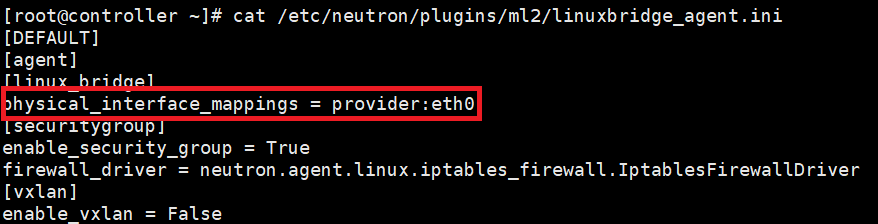 [root@controller ~]# cat /etc/neutron/plugins/ml2/linuxbridge_agent.ini
[DEFAULT]
[agent]
[linux_bridge]
physical_interface_mappings = provider:eth0
[securitygroup]
enable_security_group = True
firewall_driver = neutron.agent.linux.iptables_firewall.IptablesFirewallDriver
[vxlan]
enable_vxlan = False